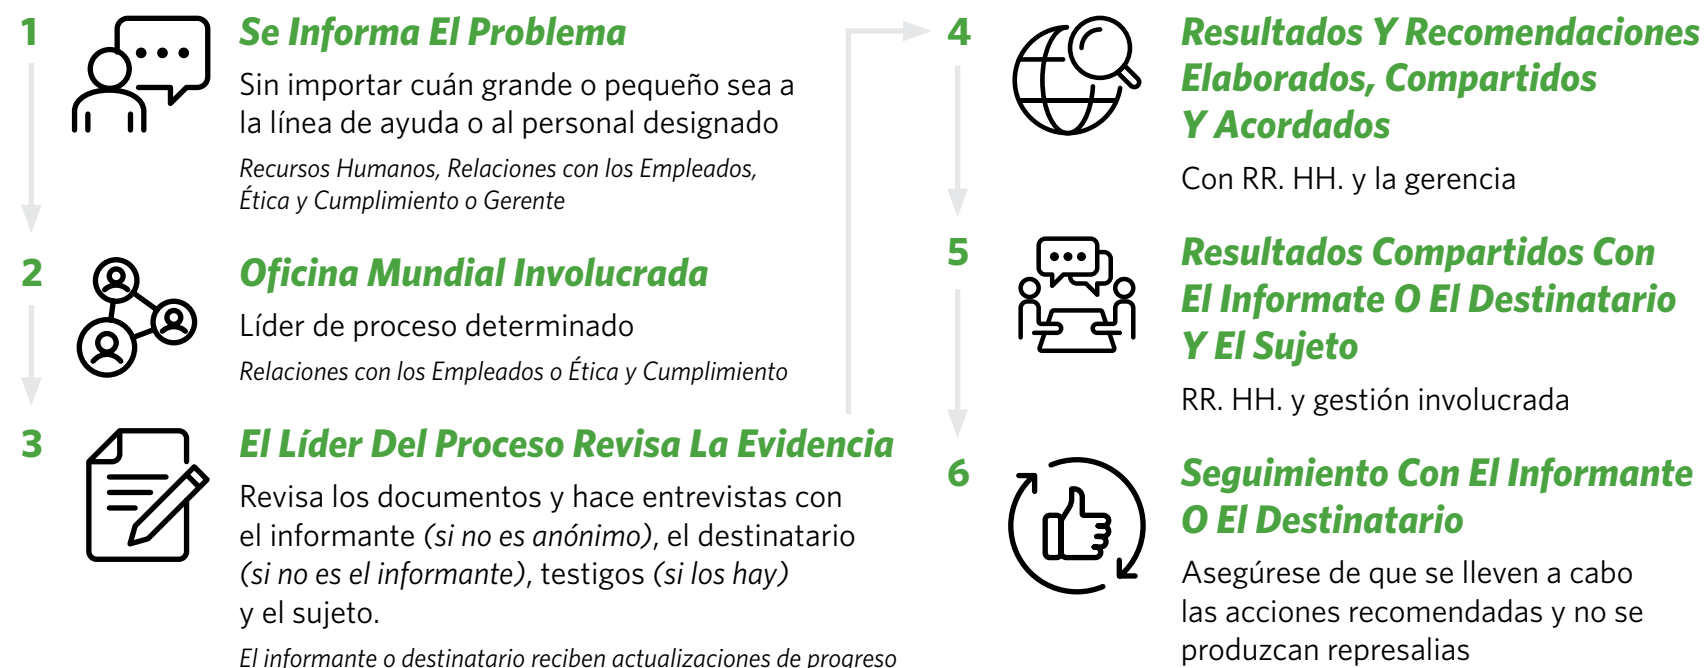 1
Se Informa El Problema
Sin importar cuán grande o pequeño sea a
la línea de ayuda o al personal designado
Recursos Humanos, Relaciones con los Empleados,
Ética y Cumplimiento o Gerente
2
Oficina Mundial Involucrada
Líder de proceso determinado
Relaciones con los Empleados o Ética y Cumplimiento
3
El Líder Del Proceso Revisa La Evidencia
Revisa los documentos y hace entrevistas con
el informante (si no es anónimo), el destinatario
(si no es el informante), testigos (si los hay)
y el sujeto.
El informante o destinatario reciben actualizaciones de progreso
4
Resultados Y Recomendaciones
Elaborados, Compartidos
Y Acordados
Con RR. HH. y la gerencia
5
Resultados Compartidos Con
El Informate O El Destinatario
Y El Sujeto
RR. HH. y gestión involucrada
6
Seguimiento Con El Informante
O El Destinatario
Asegúrese de que se lleven a cabo
las acciones recomendadas y no se
produzcan represalias